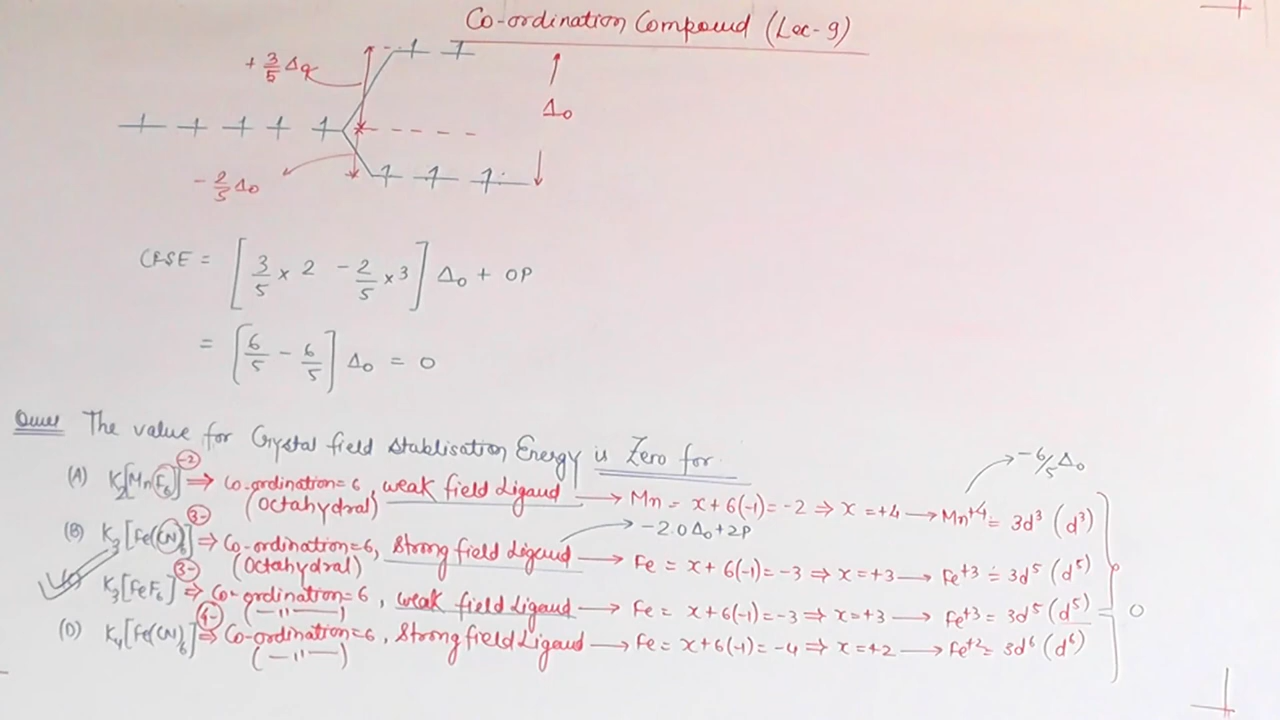 Co-ordination Compound (Lec-9)
+ 3/5 Δo
Δo
- 2/5 Δo
CFSE = [3/5 × 2 - 2/5 × 3] Δo + 0P
= [6/5 - 6/5] Δo = 0
Ques The value for Crystal field stablisation Energy is Zero for
-6/5 Δo
(A) K2[MnF6]-2 ⇒ Co-ordination = 6, weak field Ligand → Mn = x + 6(-1) = -2 ⇒ x = +4 → Mn+4 = 3d3 (d3)
(Octahydral)
-2.0 Δo + 2P
(B) K3[Fe(CN)6]3- ⇒ Co-ordination = 6, Strong field Ligand → Fe = x + 6(-1) = -3 ⇒ x = +3 → Fe+3 = 3d5 (d5)
(Octahydral)
K3[FeF6]3- ⇒ Co-ordination = 6, weak field Ligand → Fe = x + 6(-1) = -3 ⇒ x = +3 → Fe+3 = 3d5 (d5) - 0
(—11—)
(D) K4[Fe(CN)6]4- ⇒ Co-ordination = 6, Strong field Ligand → Fe = x + 6(-1) = -4 ⇒ x = +2 → Fe+2 = 3d6 (d6)
(—11—)